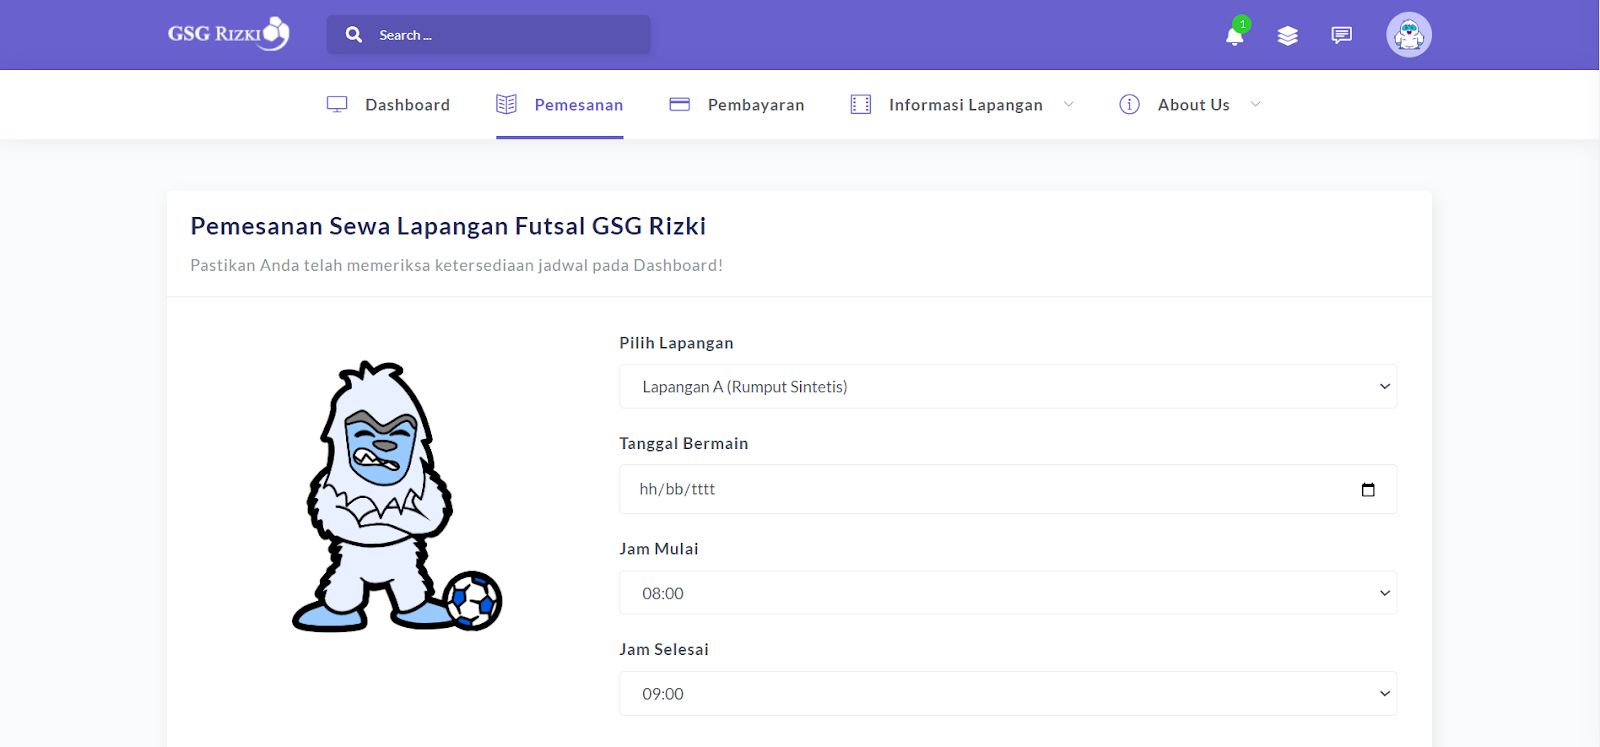 GSG RIZKI
Search ...
1
Dashboard
Pemesanan
Pembayaran
Informasi Lapangan
About Us
Pemesanan Sewa Lapangan Futsal GSG Rizki
Pastikan Anda telah memeriksa ketersediaan jadwal pada Dashboard!
Pilih Lapangan
Lapangan A (Rumput Sintetis)
Tanggal Bermain
hh/bb/tttt
Jam Mulai
08:00
Jam Selesai
09:00